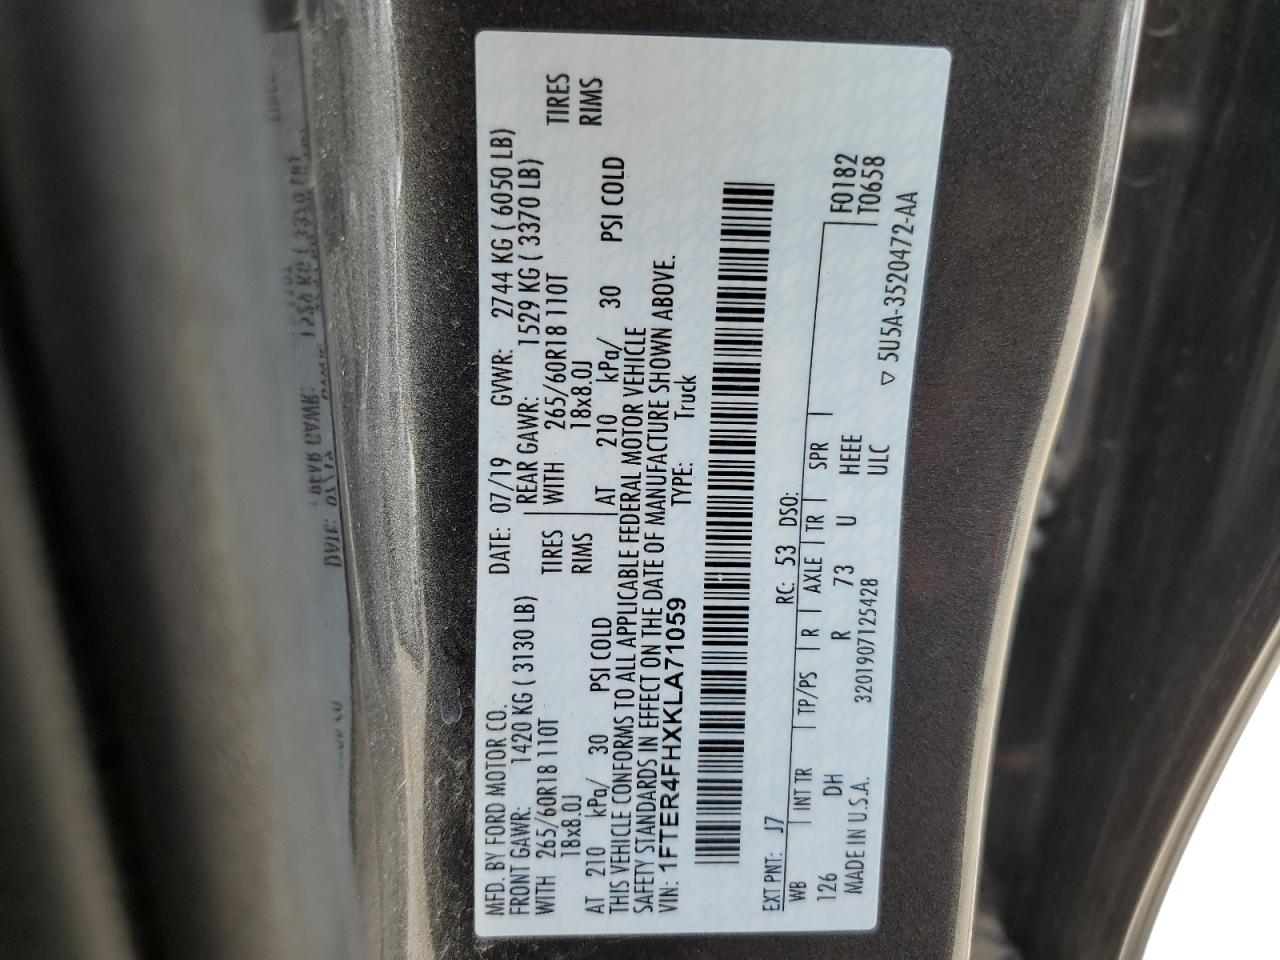 MFD. BY FORD MOTOR CO. DATE: 07/19 GVWR: 2744 KG ( 6050 LB)
FRONT GAWR: 1420 KG ( 3130 LB) REAR GAWR: 1529 KG ( 3370 LB)
WITH 265/60R18 110T TIRES WITH 265/60R18 110T TIRES
18x8.0J RIMS 18x8.0J RIMS
AT 210 kPa/ 30 PSI COLD AT 210 kPa/ 30 PSI COLD
THIS VEHICLE CONFORMS TO ALL APPLICABLE FEDERAL MOTOR VEHICLE
SAFETY STANDARDS IN EFFECT ON THE DATE OF MANUFACTURE SHOWN ABOVE.
VIN: 1FTER4FHXKLA71059 TYPE: Truck
EXT PNT: J7 RC: 53 DSO:
WB INT TR TP/PS R AXLE TR SPR F0182
126 DH R 73 U HEEE T0658
MADE IN U.S.A. 3201907125428 ULC
▽ 5U5A-3520472-AA